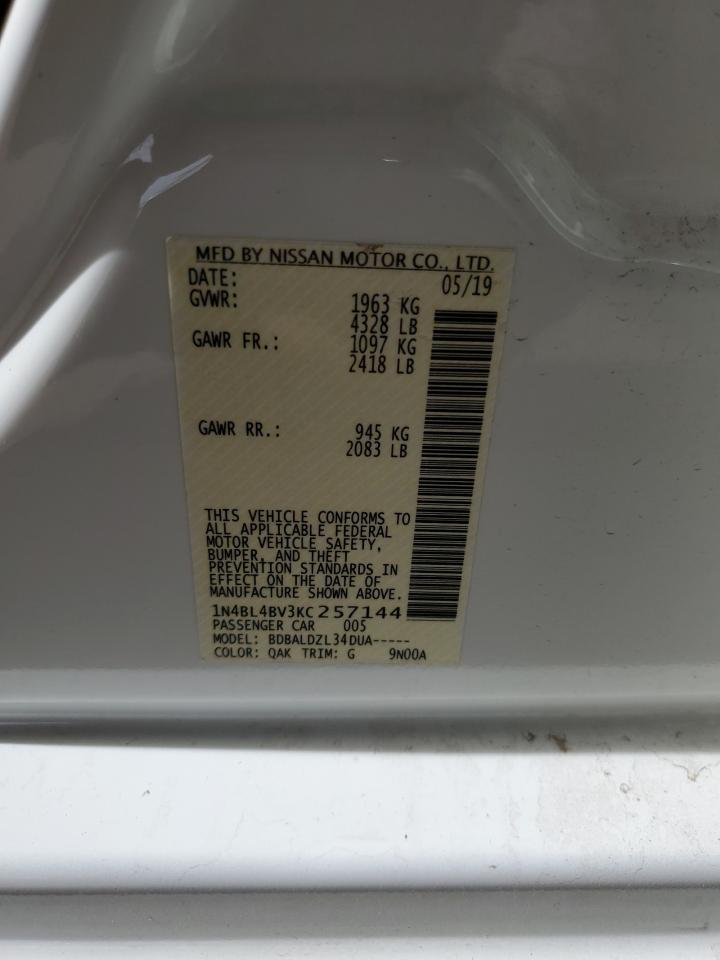 MFD BY NISSAN MOTOR CO., LTD.
DATE: 05/19
GVWR: 1963 KG
4328 LB
GAWR FR.: 1097 KG
2418 LB
GAWR RR.: 945 KG
2083 LB
THIS VEHICLE CONFORMS TO
ALL APPLICABLE FEDERAL
MOTOR VEHICLE SAFETY,
BUMPER, AND THEFT
PREVENTION STANDARDS IN
EFFECT ON THE DATE OF
MANUFACTURE SHOWN ABOVE.
1N4BL4BV3KC257144
PASSENGER CAR 005
MODEL: BDBALDZL34DUA-----
COLOR: QAK TRIM: G 9N00A